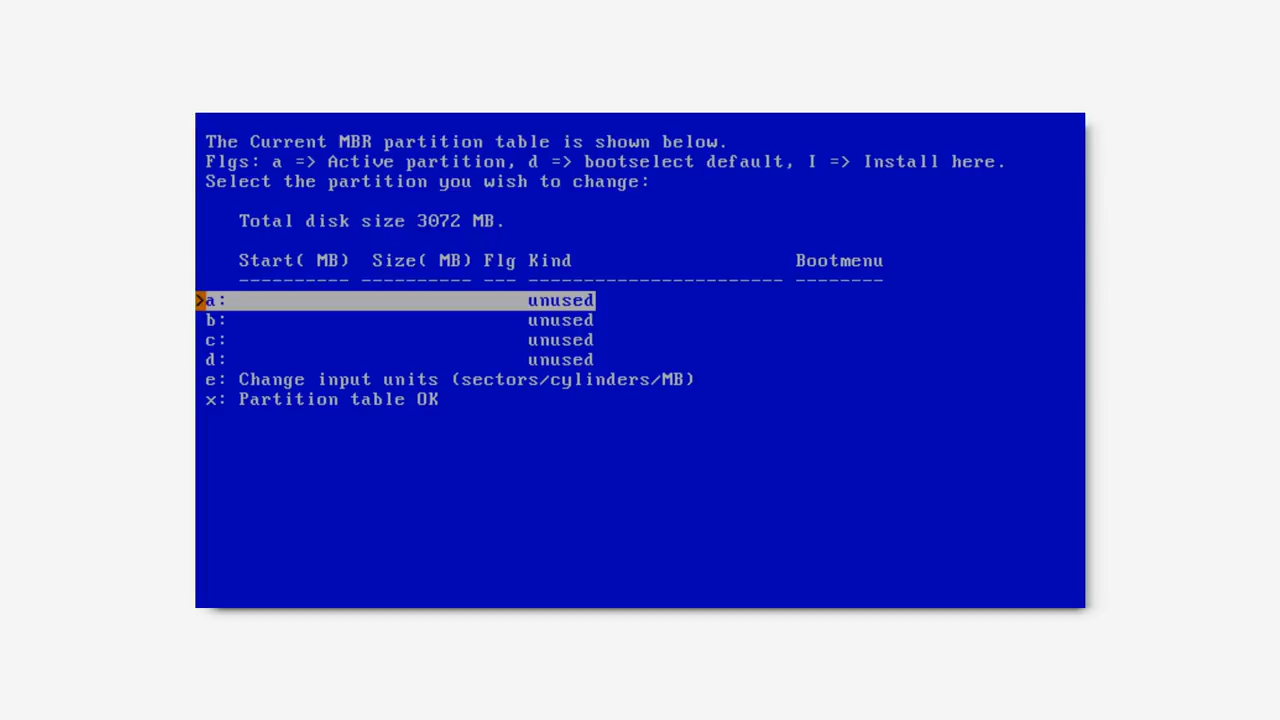 The Current MBR partition table is shown below.
Flgs: a => Active partition, d => bootselect default, I => Install here.
Select the partition you wish to change:
Total disk size 3072 MB.
Start( MB)  Size( MB) Flg Kind                    Bootmenu
---------- ---------- --- ----------------------- --------
>a:                       unused
b:                        unused
c:                        unused
d:                        unused
e: Change input units (sectors/cylinders/MB)
x: Partition table OK